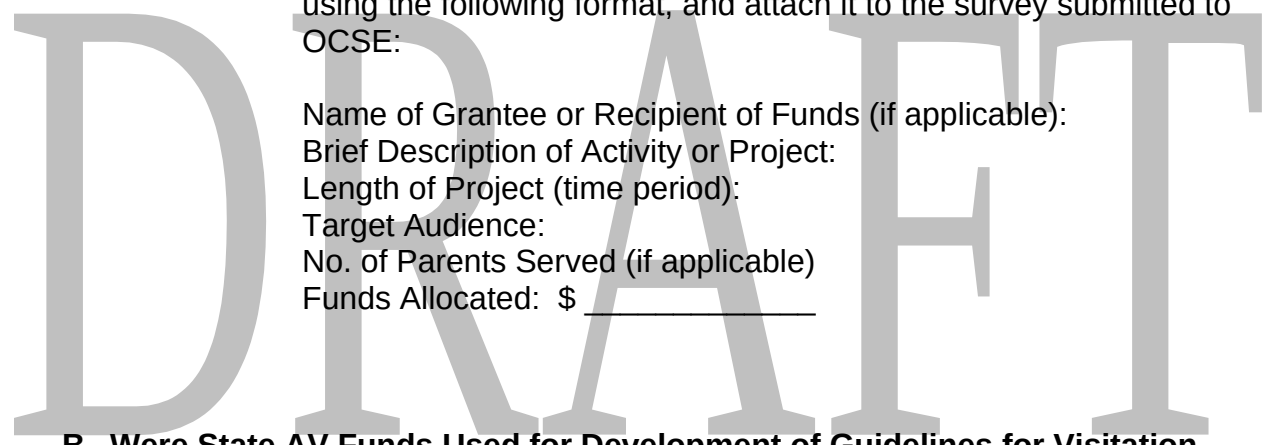 using the following format, and attach it to the survey submitted to
OCSE:
Name of Grantee or Recipient of Funds (if applicable):
Brief Description of Activity or Project:
Length of Project (time period):
Target Audience:
No. of Parents Served (if applicable)
Funds Allocated: $ _____________
B. Were State AV Funds Used for Development of Guidelines for Visitation
DRAFT